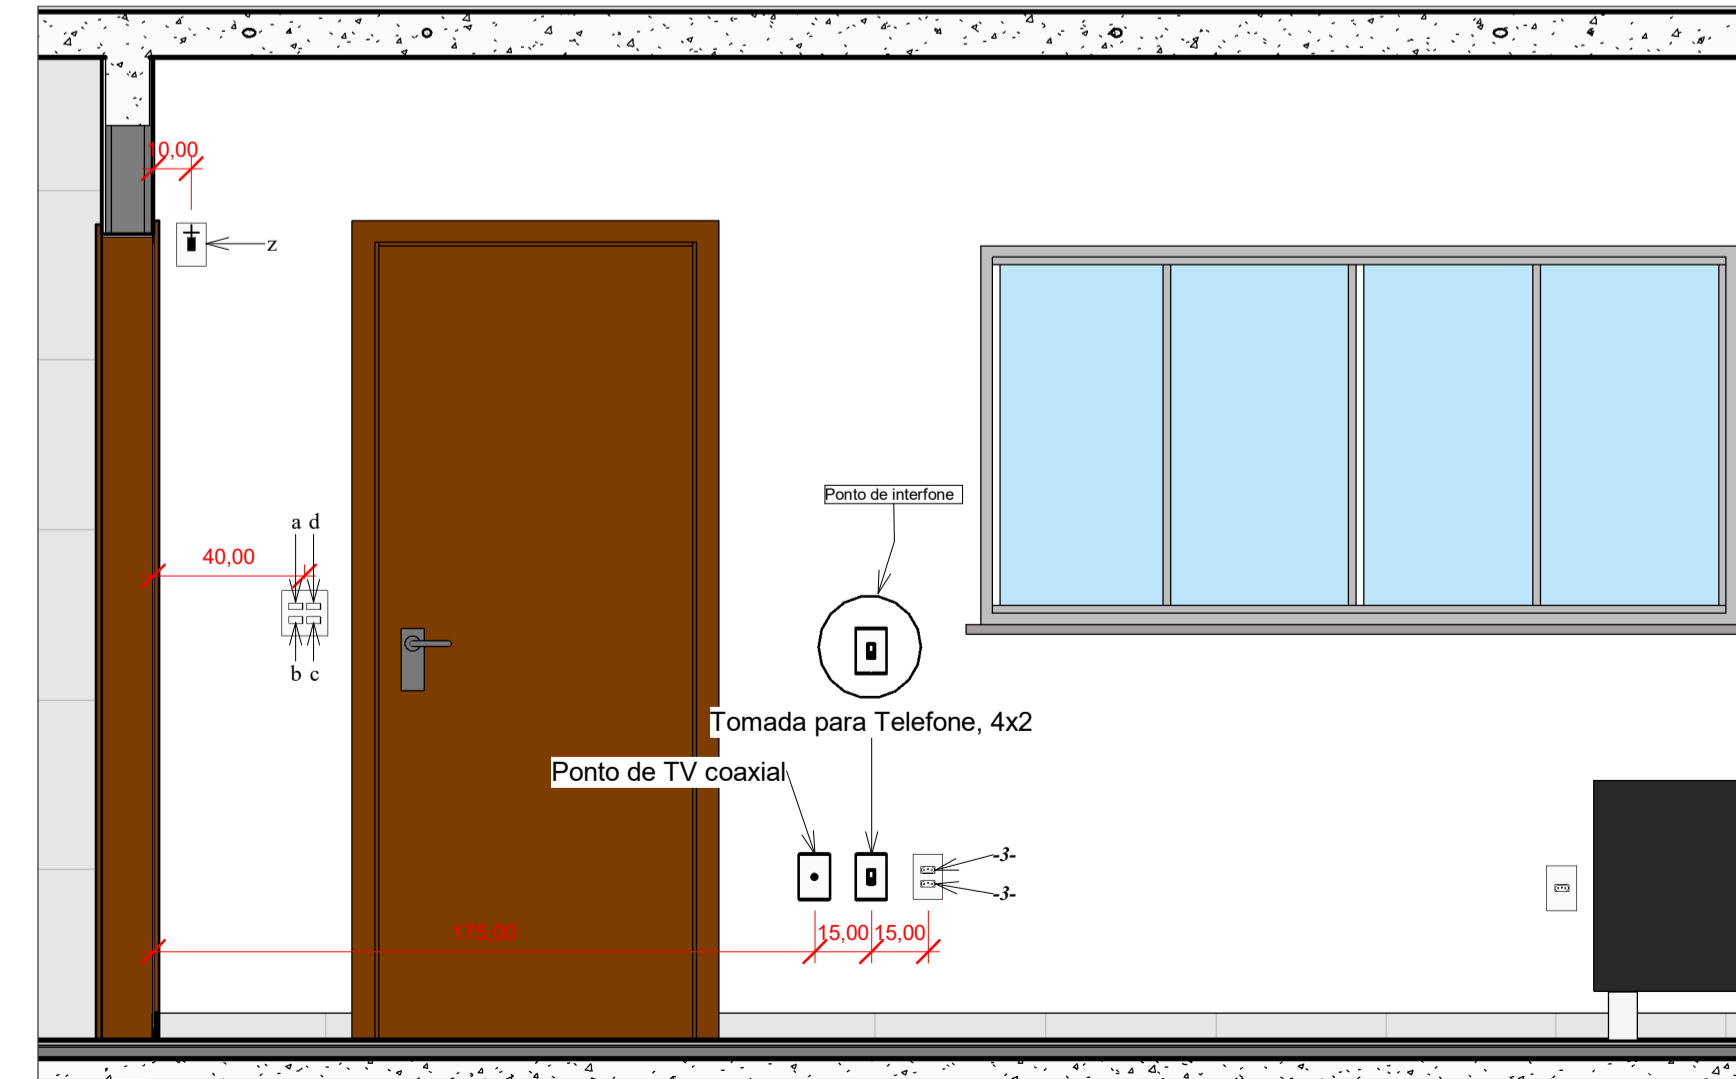 10,00
z
Ponto de interfone
a d
40,00
b c
Tomada para Telefone, 4x2
Ponto de TV coaxial
-3-
-3-
175,00
15,00
15,00